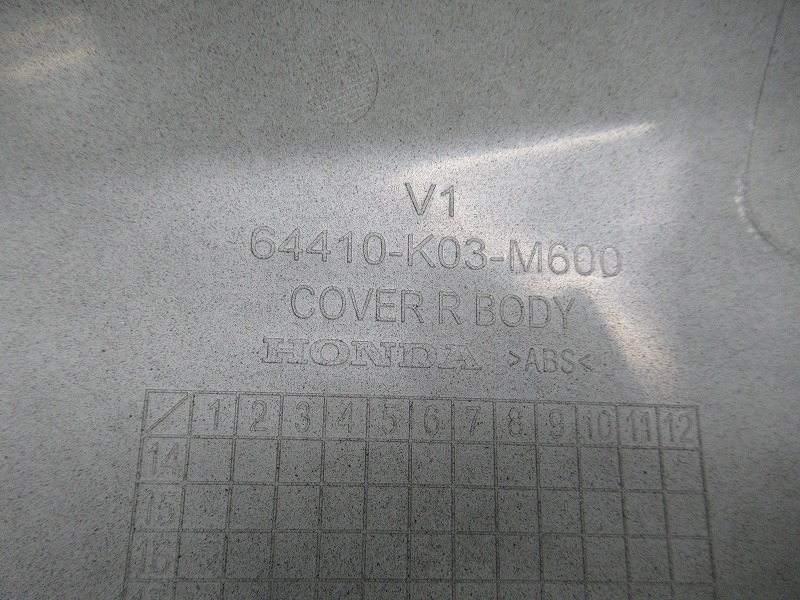 V1
64410-K03-M600
COVER R BODY
HONDA >ABS<
1 2 3 4 5 6 7 8 9 10 11 12
14
15
16